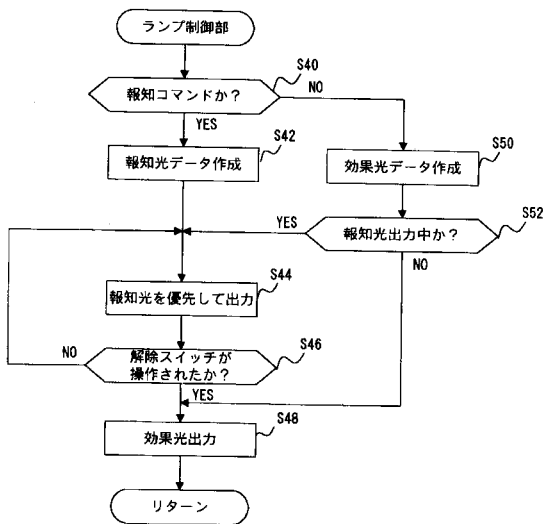 ランプ制御部
S40
報知コマンドか？
NO
YES
S42
報知光データ作成
S50
効果光データ作成
S52
YES
報知光出力中か？
NO
S44
報知光を優先して出力
NO
解除スイッチが
操作されたか？
S46
YES
S48
効果光出力
リターン